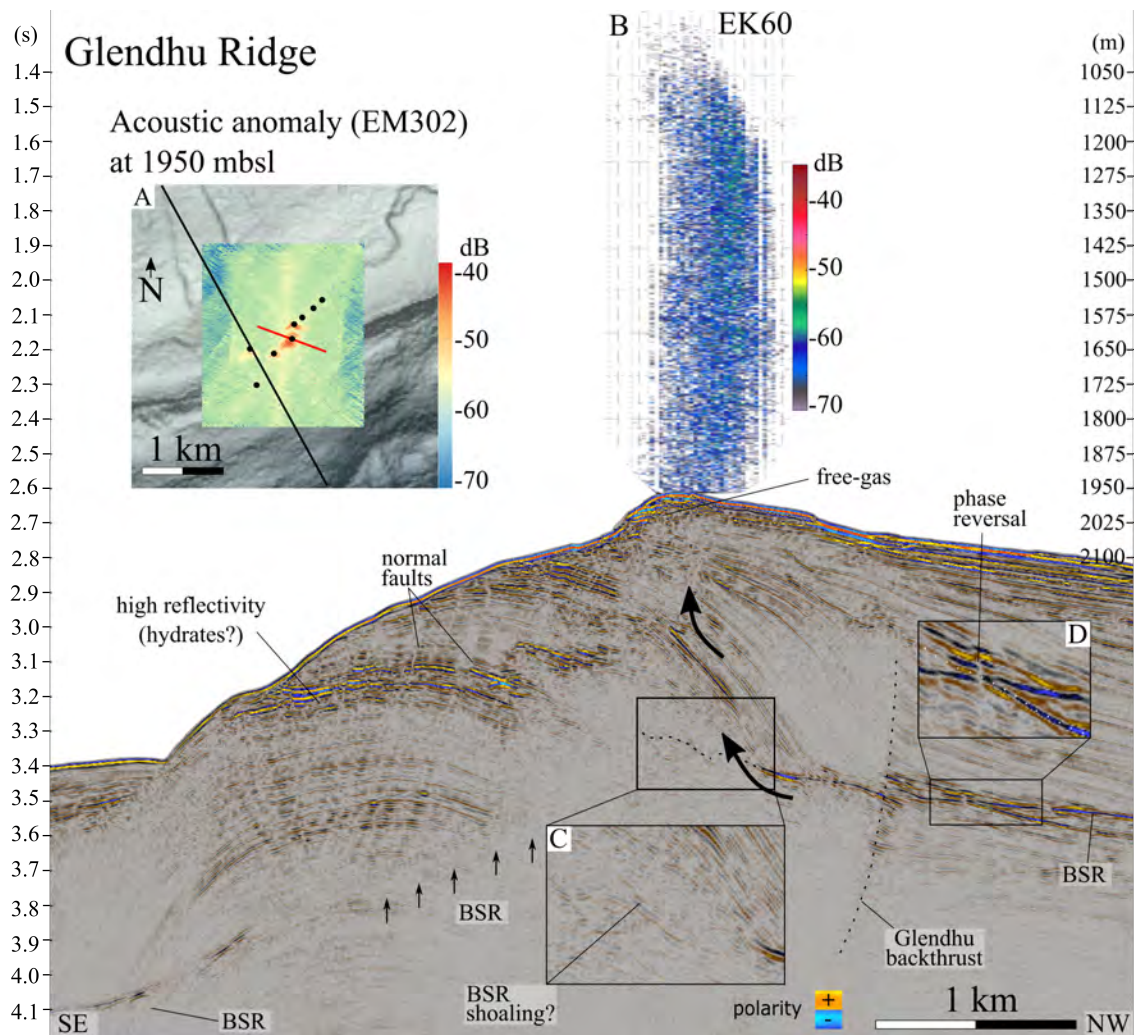 (s)
B
EK60
(m)
Glendhu Ridge
Acoustic anomaly (EM302)
at 1950 mbsl
A
N
1 km
dB
-40
-50
-60
-70
dB
-40
-50
-60
-70
1.4
1.5
1.6
1.7
1.8
1.9
2.0
2.1
2.2
2.3
2.4
2.5
2.6
2.7
2.8
2.9
3.0
3.1
3.2
3.3
3.4
3.5
3.6
3.7
3.8
3.9
4.0
4.1
1050
1125
1200
1275
1350
1425
1500
1575
1650
1725
1800
1875
1950
2025
2100
free-gas
phase
reversal
normal
faults
high reflectivity
(hydrates?)
D
C
BSR
BSR
Glendhu
backthrust
BSR
shoaling?
BSR
SE
polarity
+
-
1 km
NW